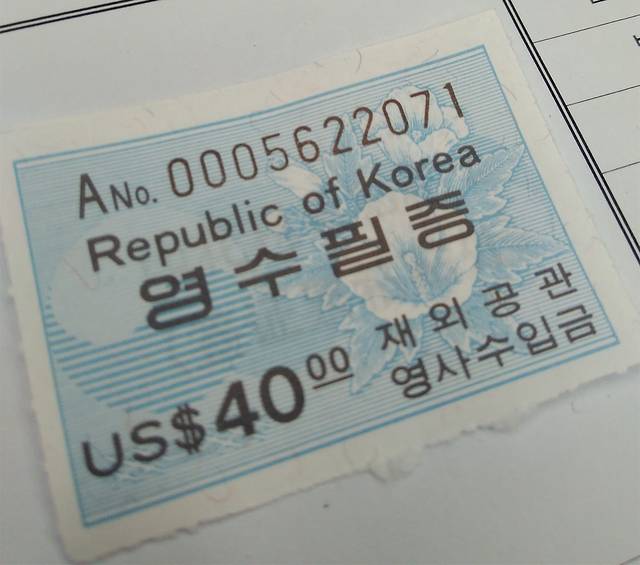 A No. 0005622071
Republic of Korea
영수필증
US$40.00
재외공관
영사수입금